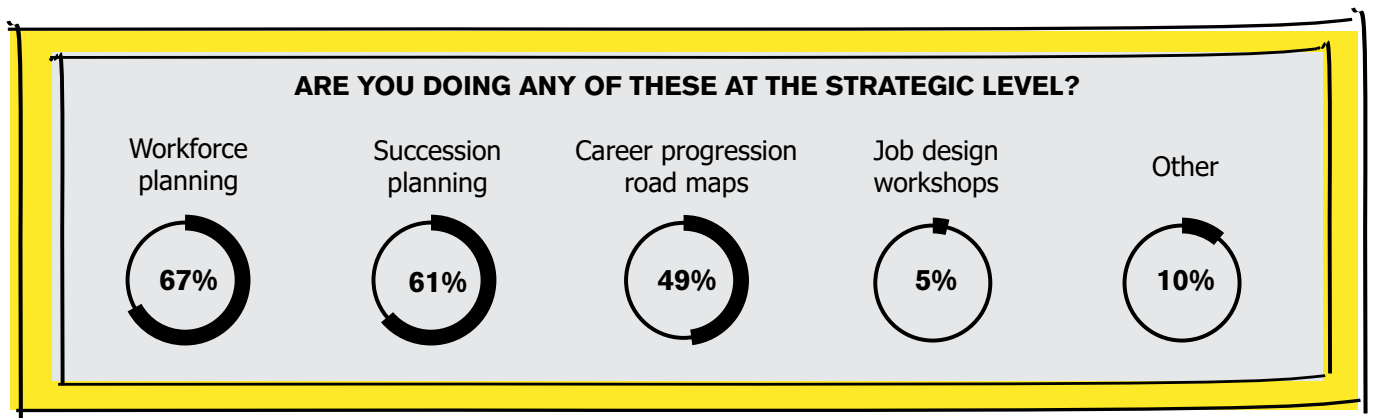 ARE YOU DOING ANY OF THESE AT THE STRATEGIC LEVEL?
Workforce
planning
67%
Succession
planning
61%
Career progression
road maps
49%
Job design
workshops
5%
Other
10%